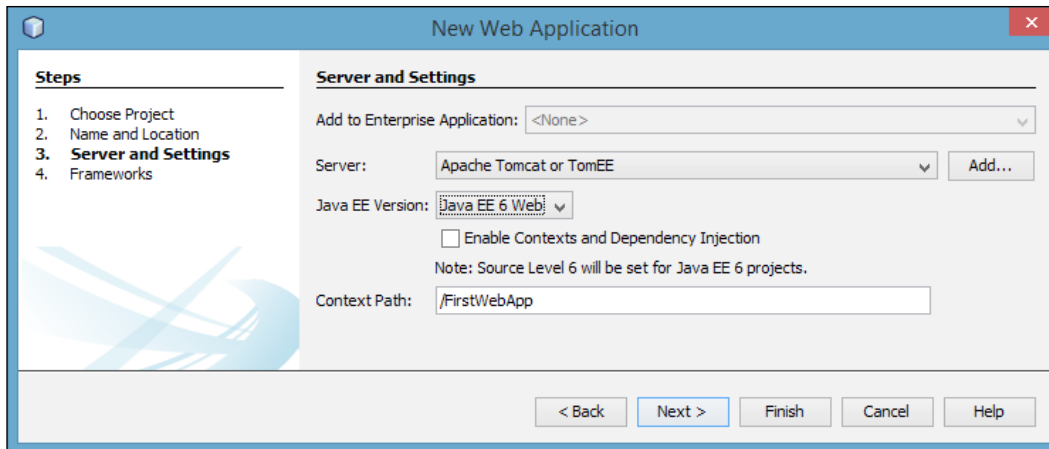 New Web Application
Steps
1. Choose Project
2. Name and Location
3. Server and Settings
4. Frameworks
Server and Settings
Add to Enterprise Application: <None>
Server: Apache Tomcat or TomEE Add...
Java EE Version: Java EE 6 Web
Enable Contexts and Dependency Injection
Note: Source Level 6 will be set for Java EE 6 projects.
Context Path: /FirstWebApp
< Back Next > Finish Cancel Help